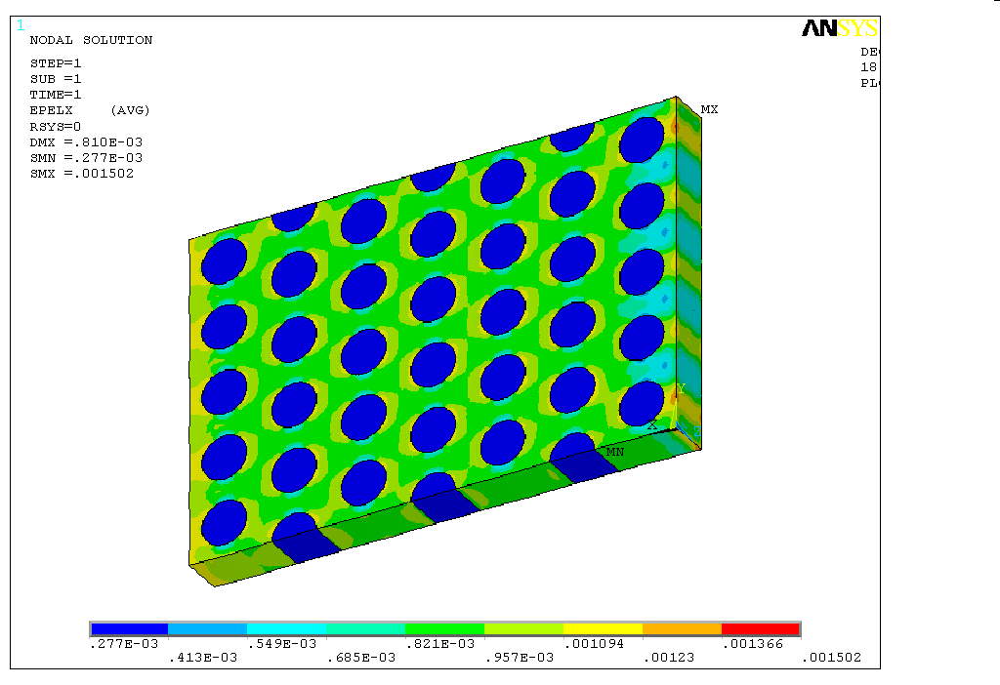 1
ANSYS
NODAL SOLUTION
STEP=1
SUB =1
TIME=1
EPELX (AVG)
RSYS=0
DMX =.810E-03
SMN =.277E-03
SMX =.001502
18
MX
Y
X
MN
.277E-03 .549E-03 .821E-03 .001094 .001366
.413E-03 .685E-03 .957E-03 .00123 .001502